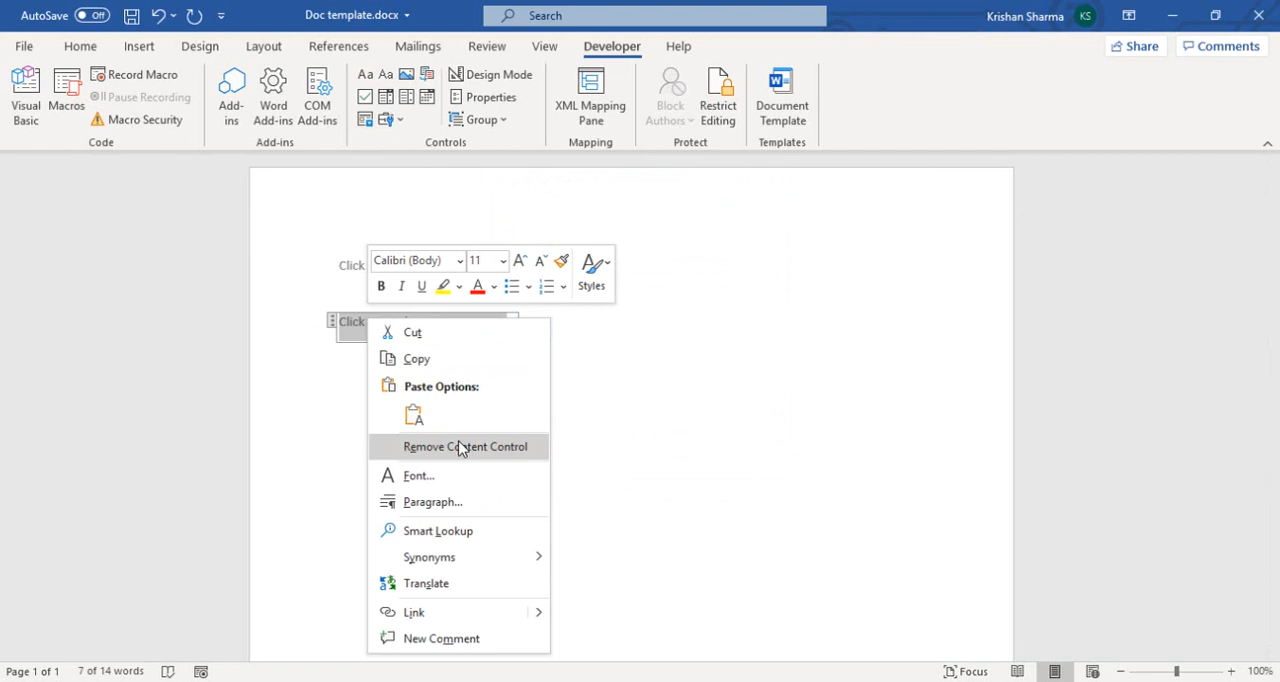 AutoSave Off Doc template.docx Search Krishan Sharma KS
File Home Insert Design Layout References Mailings Review View Developer Help Share Comments
Visual Basic
Macros
Record Macro
Pause Recording
Macro Security
Code
Add-ins
Word Add-ins
COM Add-ins
Add-ins
Aa Aa
Design Mode
Properties
Group
Controls
XML Mapping Pane
Mapping
Block Authors
Restrict Editing
Protect
Document Template
Templates
Click
Calibri (Body) 11 A A
B I U A Styles
Click
Cut
Copy
Paste Options:
Remove Content Control
Font...
Paragraph...
Smart Lookup
Synonyms
Translate
Link
New Comment
Page 1 of 1 7 of 14 words Focus 100%